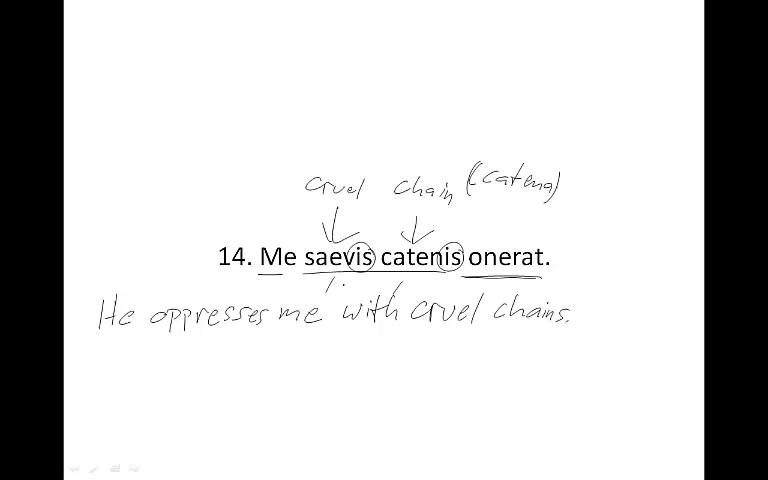 cruel chain (catena)
14. Me saevis catenis onerat.
He oppresses me with cruel chains.